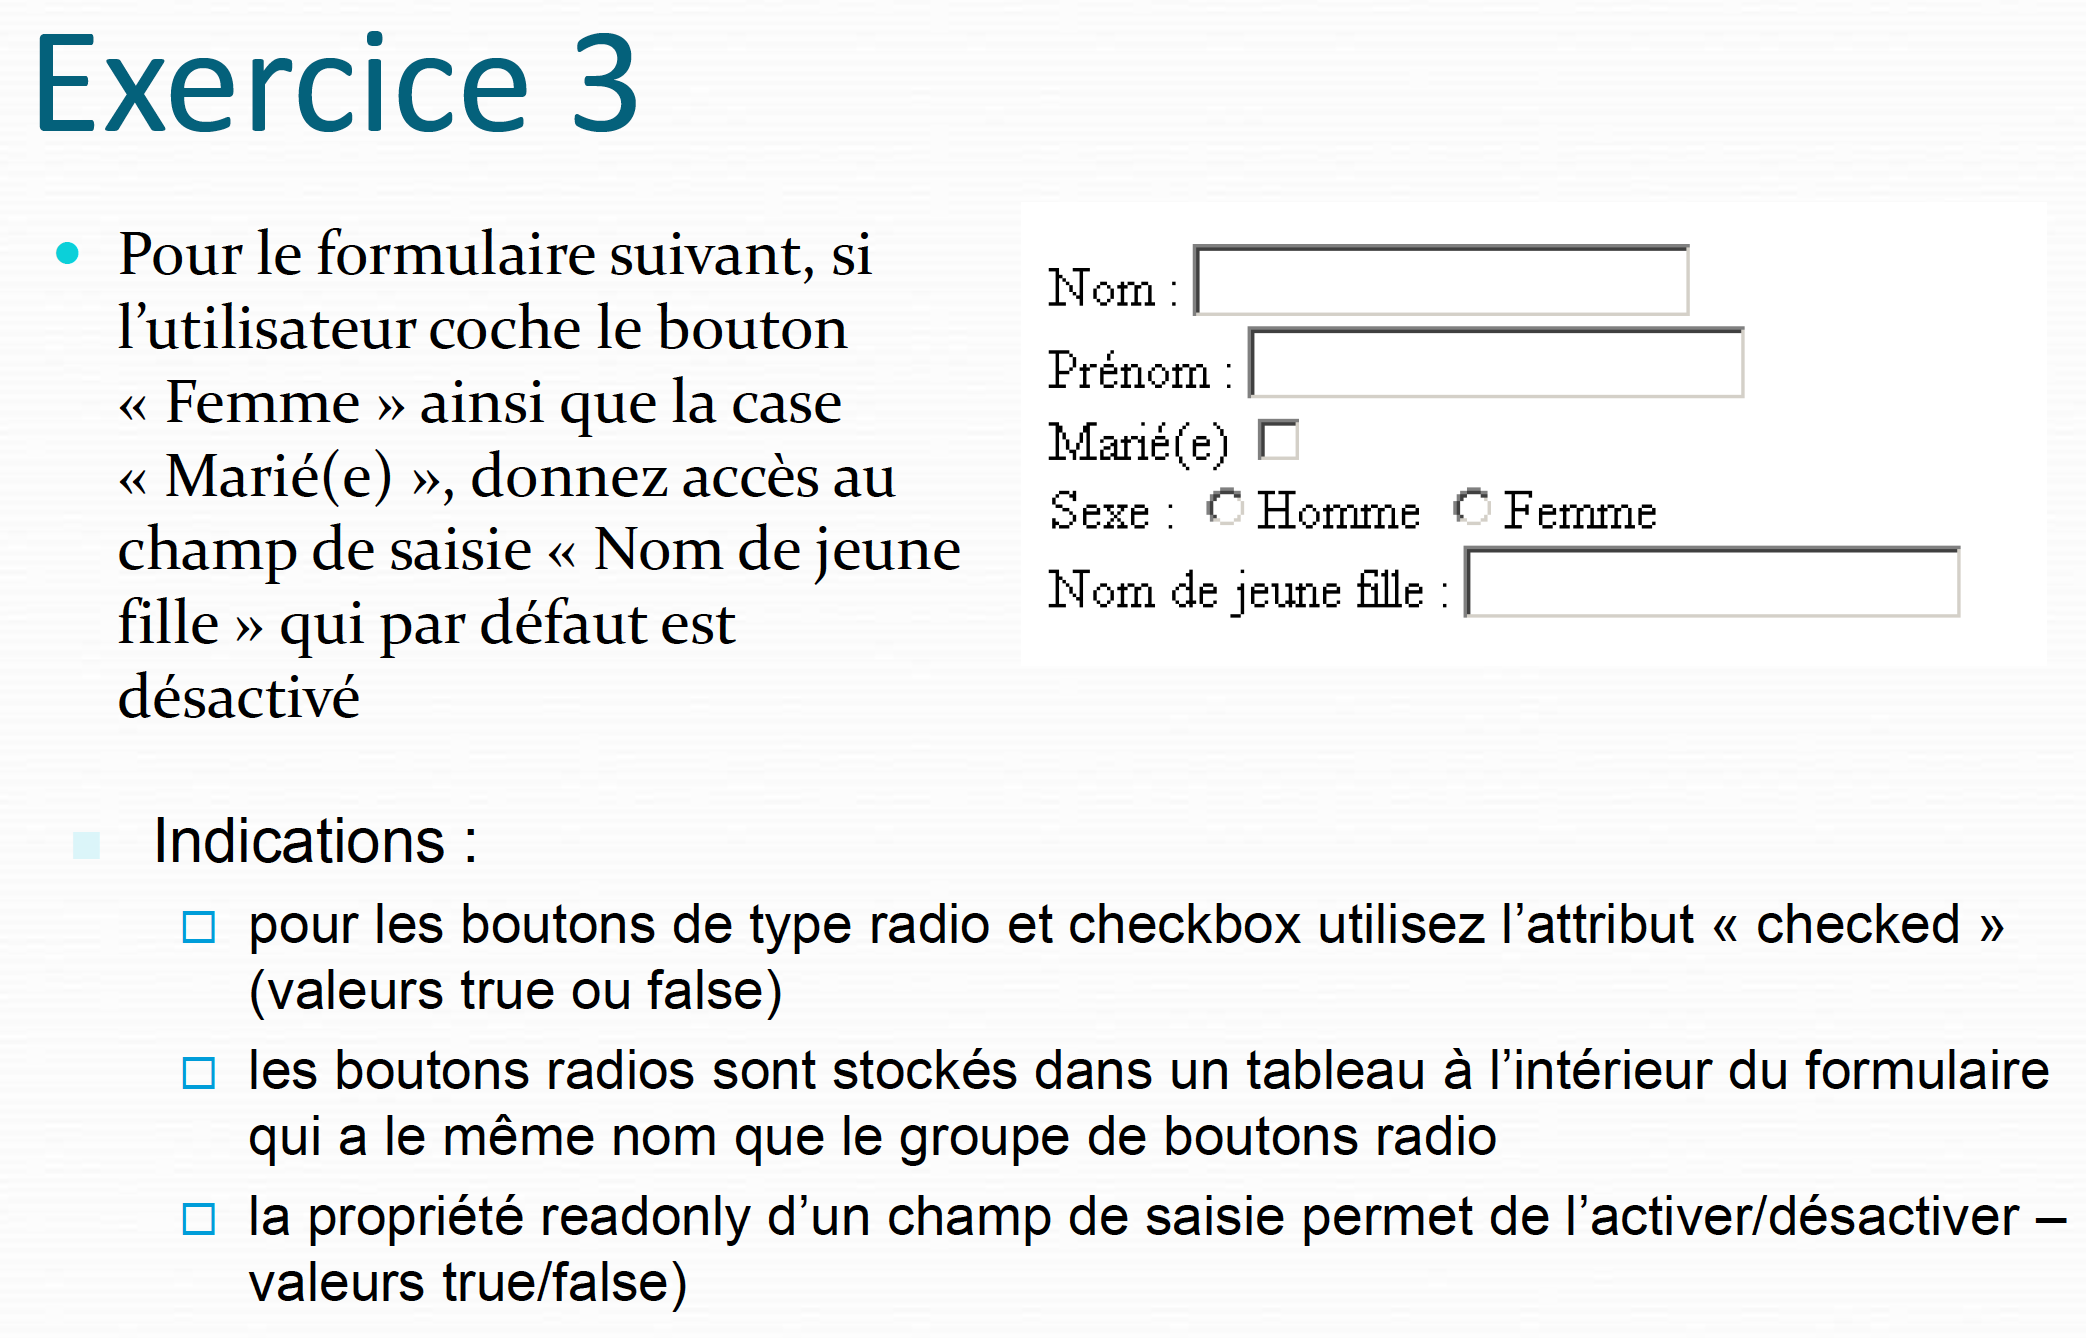 Exercice 3
Pour le formulaire suivant, si
l’utilisateur coche le bouton
« Femme » ainsi que la case
« Marié(e) », donnez accès au
champ de saisie « Nom de jeune
fille » qui par défaut est
désactivé
Nom :
Prénom :
Marié(e)
Sexe : Homme Femme
Nom de jeune fille :
Indications :
pour les boutons de type radio et checkbox utilisez l’attribut « checked »
(valeurs true ou false)
les boutons radios sont stockés dans un tableau à l’intérieur du formulaire
qui a le même nom que le groupe de boutons radio
la propriété readonly d’un champ de saisie permet de l’activer/désactiver –
valeurs true/false)